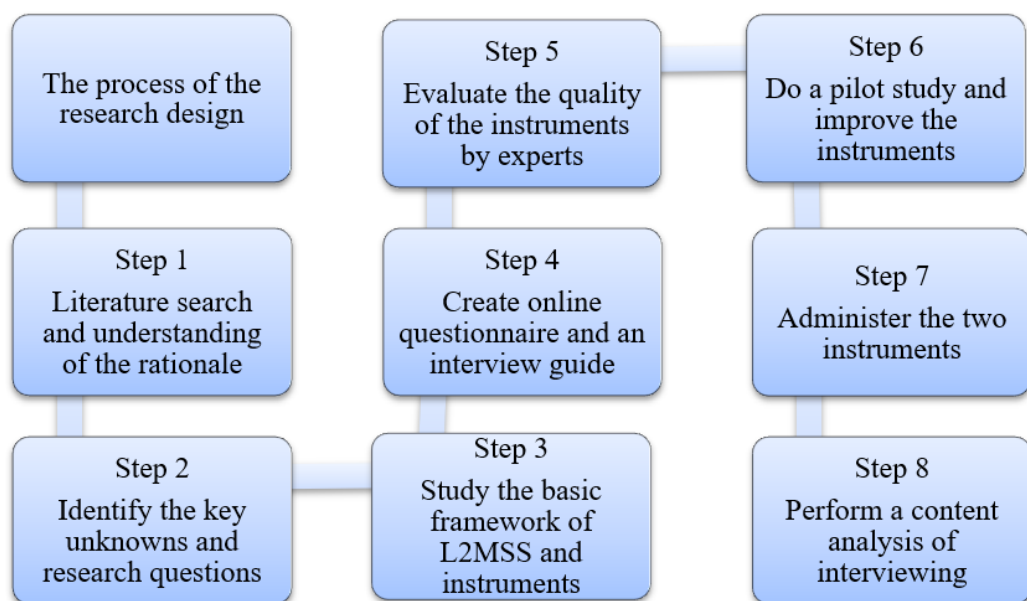 The process of the
research design
Step 1
Literature search
and understanding
of the rationale
Step 2
Identify the key
unknowns and
research questions
Step 3
Study the basic
framework of
L2MSS and
instruments
Step 4
Create online
questionnaire and an
interview guide
Step 5
Evaluate the quality
of the instruments
by experts
Step 6
Do a pilot study and
improve the
instruments
Step 7
Administer the two
instruments
Step 8
Perform a content
analysis of
interviewing